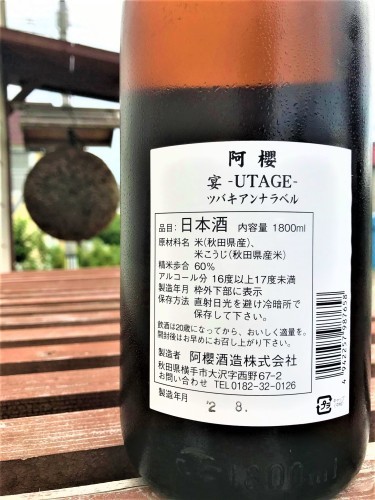 阿櫻
宴 -UTAGE-
ツバキアンナラベル
品目: 日本酒 内容量 1800ml
原材料名 米(秋田県産)、
米こうじ(秋田県産米)
精米歩合 60%
アルコール分 16度以上17度未満
製造年月 枠外下部に表示
保存方法 直射日光を避け冷暗所で
保存して下さい。
飲酒は20歳になってから、おいしく適量を。
開封後はお早めにお召し上がり下さい。
製造者 阿櫻酒造株式会社
秋田県横手市大沢字西野67-2
お問い合わせ TEL0182-32-0126
製造年月 2 8.
4942257987658